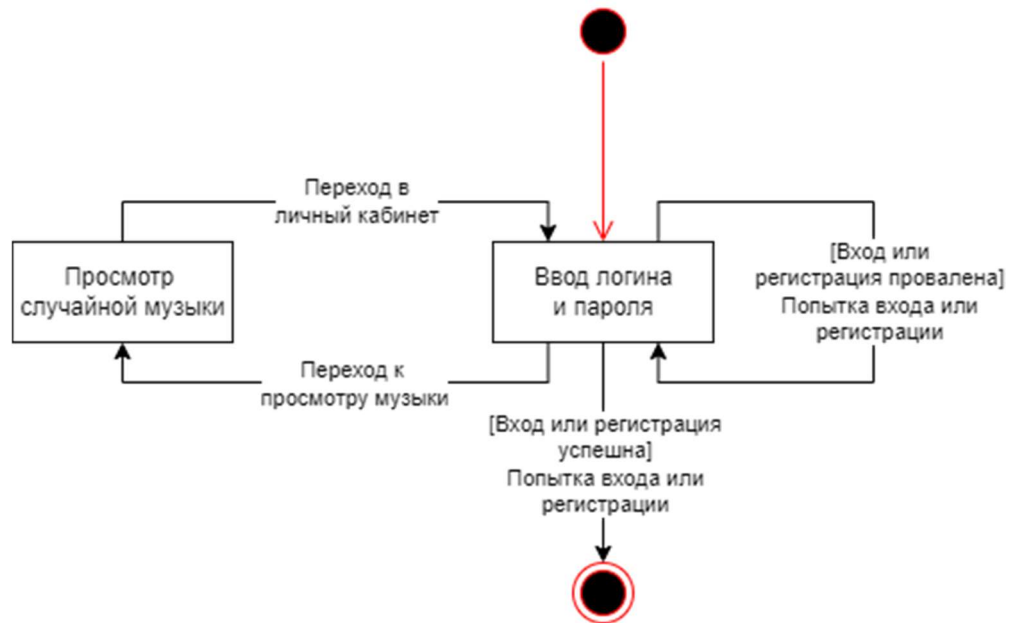 Переход в
личный кабинет
Просмотр
случайной музыки
Ввод логина
и пароля
[Вход или
регистрация провалена]
Попытка входа или
регистрации
Переход к
просмотру музыки
[Вход или регистрация
успешна]
Попытка входа или
регистрации